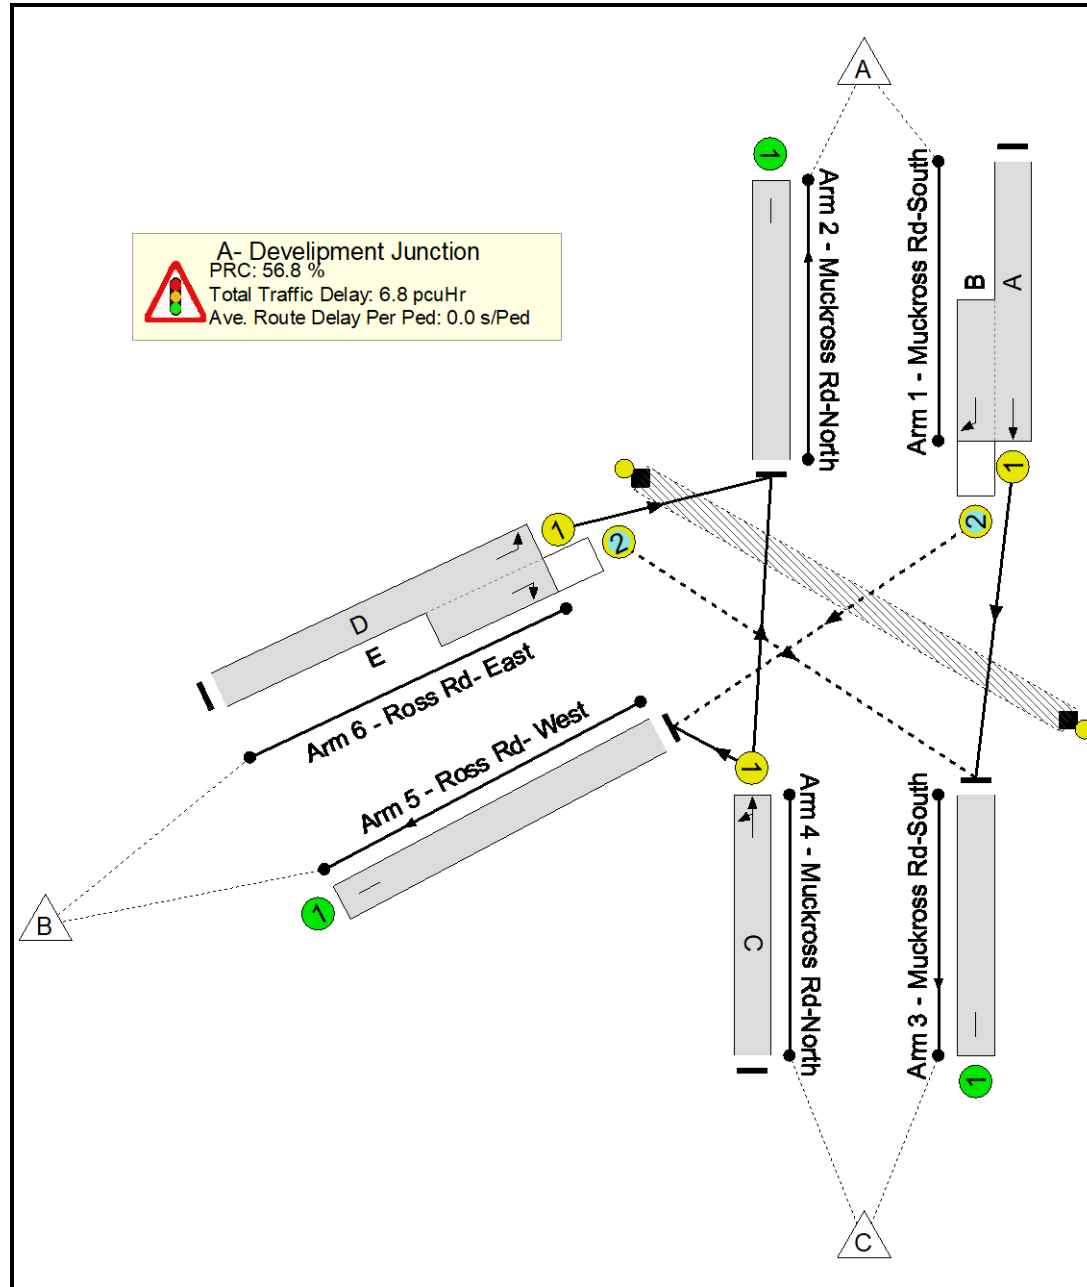 A
1
Arm 2 - Muckross Rd-North
Arm 1 - Muckross Rd-South
B
A
A- Develipment Junction
PRC: 56.8 %
Total Traffic Delay: 6.8 pcuHr
Ave. Route Delay Per Ped: 0.0 s/Ped
1
2
1
2
D
E
Arm 6 - Ross Rd- East
Arm 5 - Ross Rd- West
1
1
B
C
Arm 4 - Muckross Rd-North
Arm 3 - Muckross Rd-South
1
C